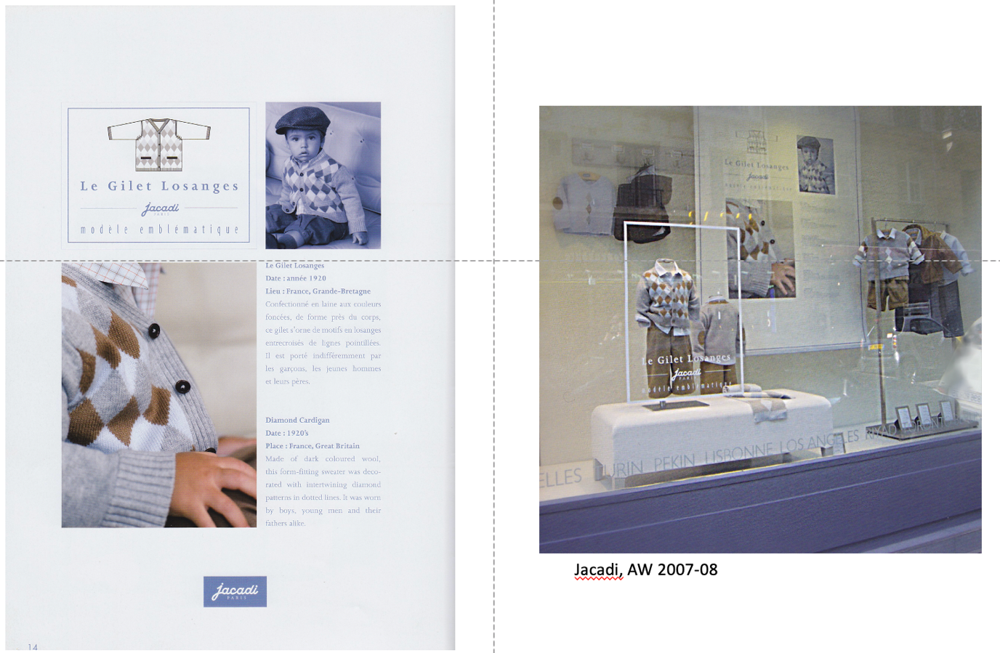 Le Gilet Losanges
jacadi
PARIS
modèle emblématique
Le Gilet Losanges
Date : année 1920
Lieu : France, Grande-Bretagne
Confectionné en laine aux couleurs
foncées, de forme près du corps,
ce gilet s'orne de motifs en losanges
entrecroisés de lignes pointillées.
Il est porté indifféremment par
les garçons, les jeunes hommes
et leurs pères.
Diamond Cardigan
Date : 1920's
Place : France, Great Britain
Made of dark coloured wool,
this form-fitting sweater was deco-
rated with intertwining diamond
patterns in dotted lines. It was worn
by boys, young men and their
fathers alike.
jacadi
PARIS
14
Le Gilet Losanges
jacadi
Le Gilet Losanges
jacadi
PARIS
modèle emblématique
ELLES TURIN PEKIN LISBONNE LOS ANGELES RIYAD
Jacadi, AW 2007-08